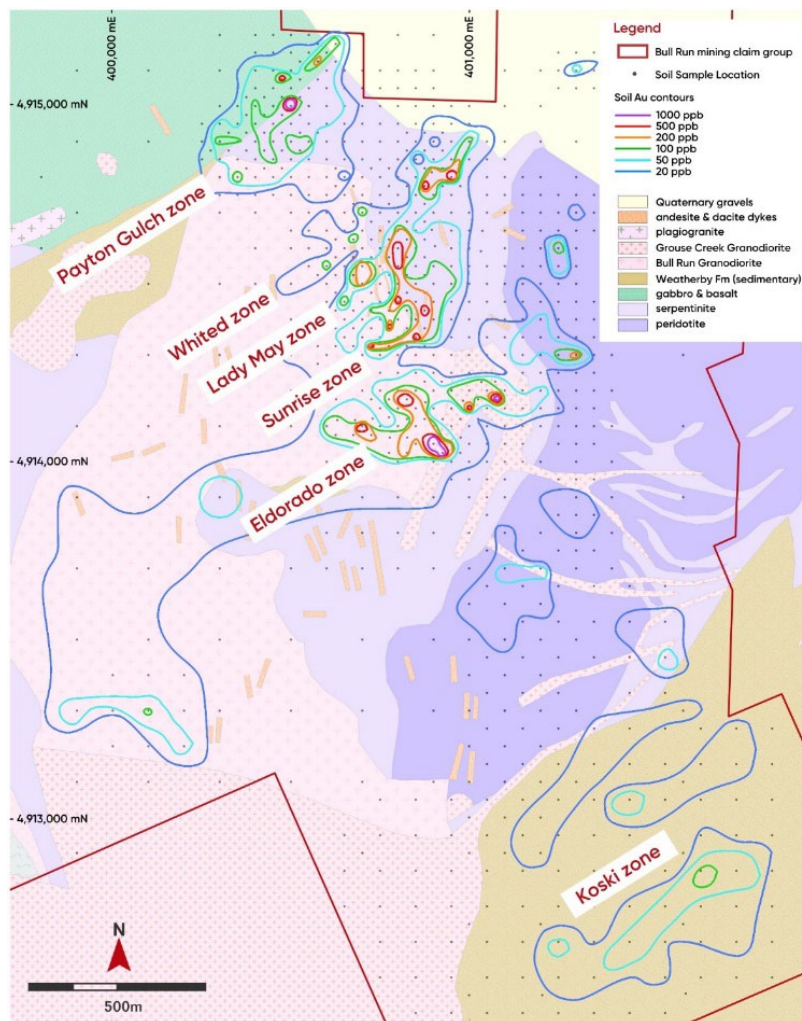 400,000 mE
401,000 mE
4,915,000 mN
4,914,000 mN
4,913,000 mN
Legend
Bull Run mining claim group
Soil Sample Location
Soil Au contours
1000 ppb
500 ppb
200 ppb
100 ppb
50 ppb
20 ppb
Quaternary gravels
andesite & dacite dykes
plagiogranite
Grouse Creek Granodiorite
Bull Run Granodiorite
Weatherby Fm (sedimentary)
gabbro & basalt
serpentinite
peridotite
Payton Gulch zone
Whited zone
Lady May zone
Sunrise zone
Eldorado zone
Koski zone
N
500m